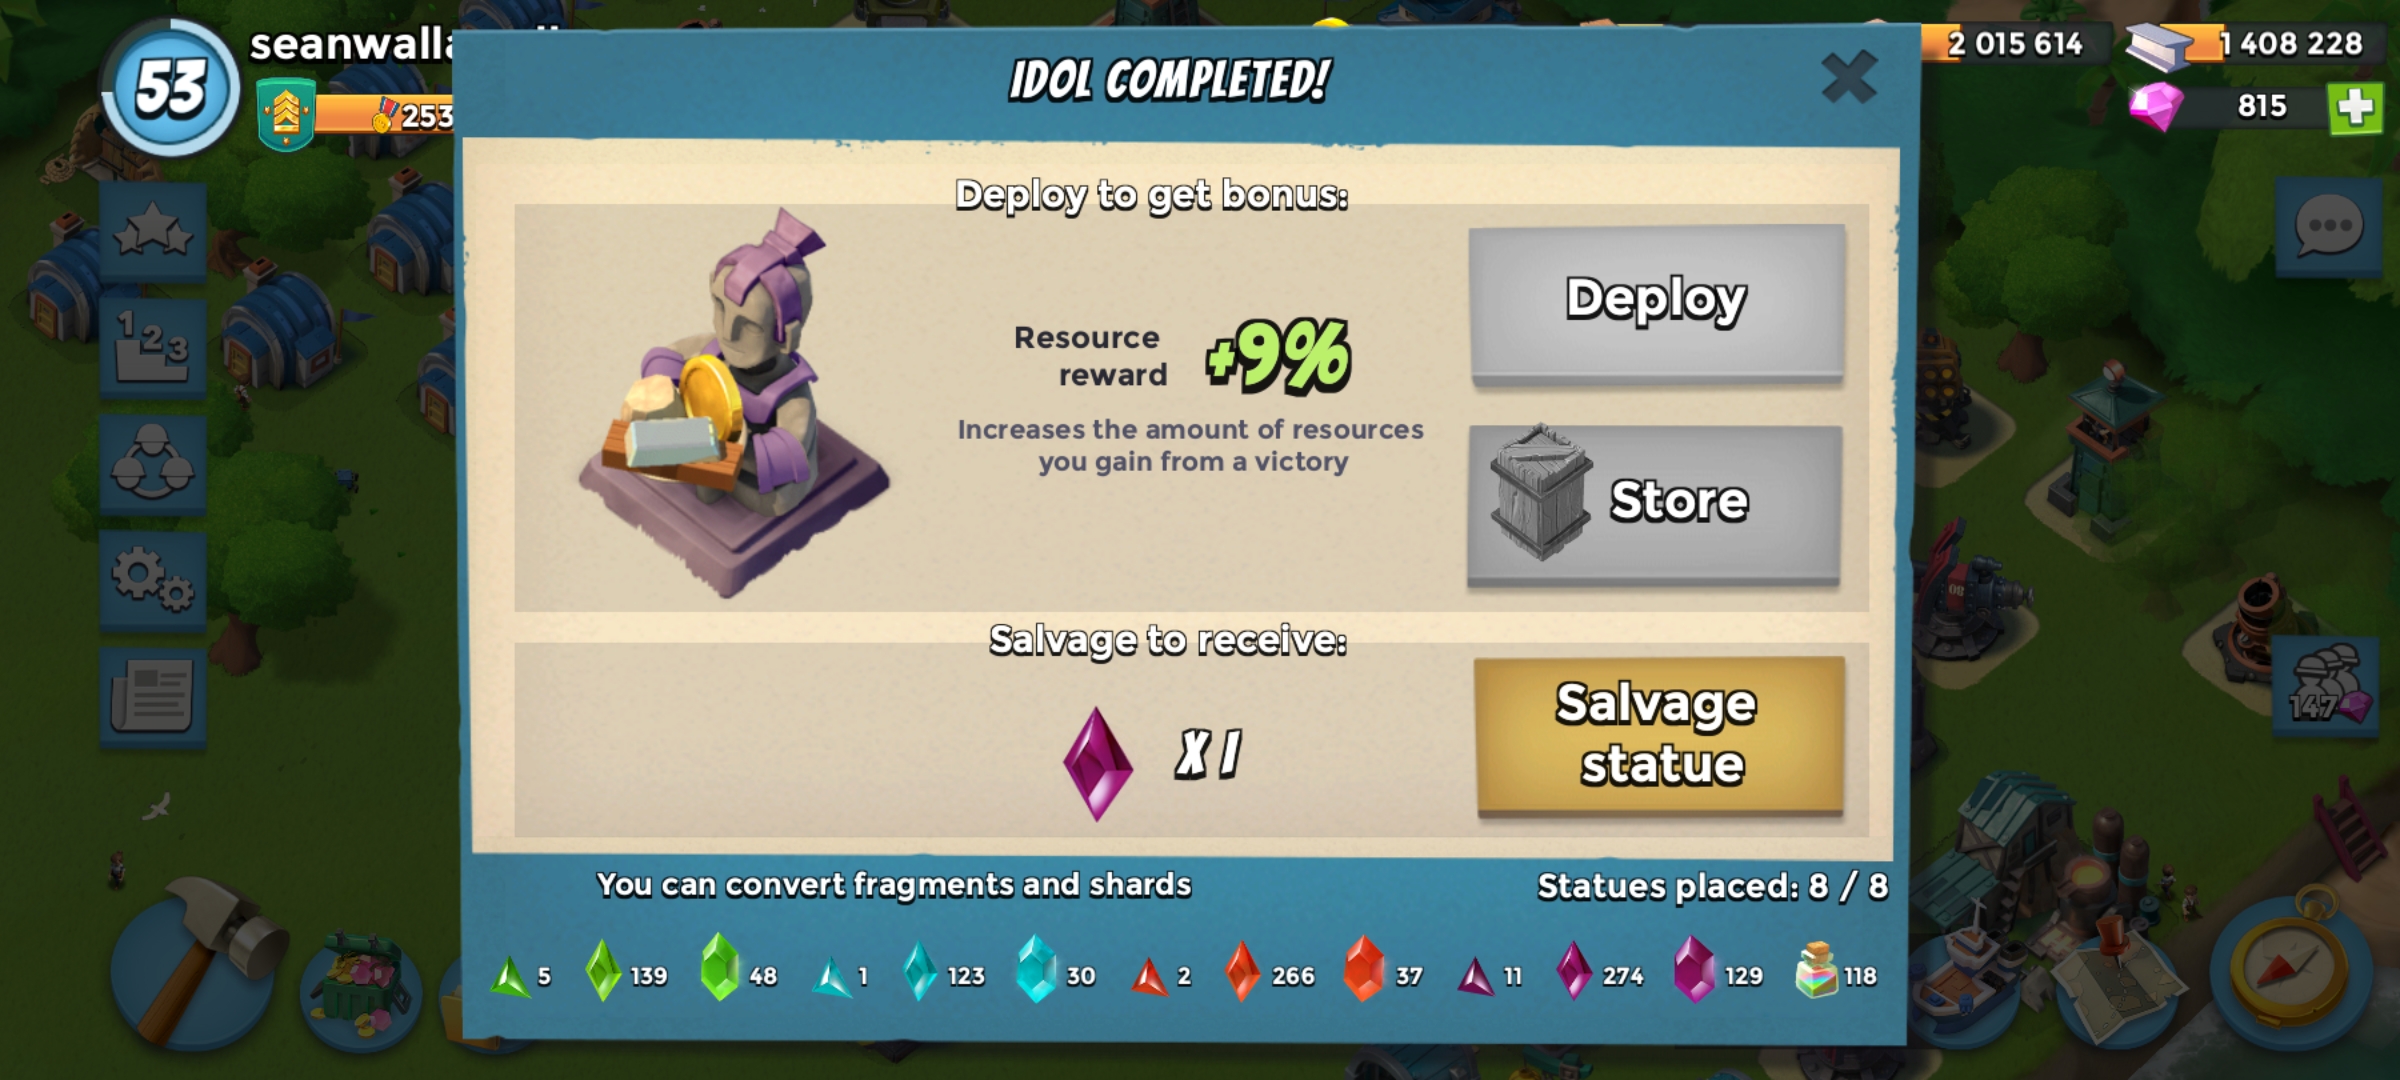 53
253
IDOL COMPLETED!
2 015 614
1 408 228
815
Deploy to get bonus:
Resource
reward
+9%
Increases the amount of resources
you gain from a victory
Deploy
Store
Salvage to receive:
X 1
Salvage
statue
123
147
You can convert fragments and shards
Statues placed: 8 / 8
5 139 48 1 123 30 2 266 37 11 274 129 118